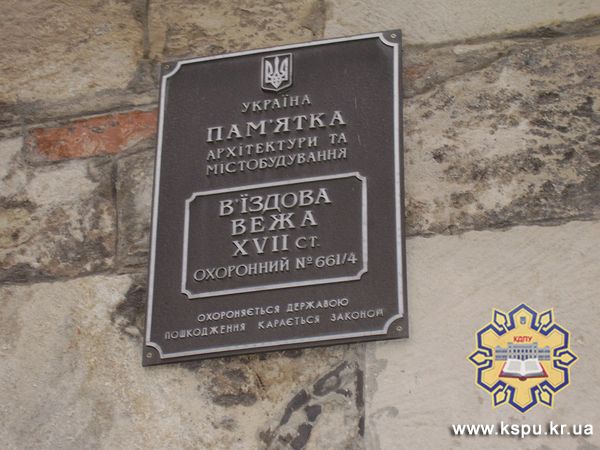 УКРАЇНА
ПАМ'ЯТКА
АРХІТЕКТУРИ ТА
МІСТОБУДУВАННЯ
В'ЇЗДОВА
ВЕЖА
XVII СТ.
ОХОРОННИЙ № 661/4
ОХОРОНЯЄТЬСЯ ДЕРЖАВОЮ
ПОШКОДЖЕННЯ КАРАЄТЬСЯ ЗАКОНОМ
КДПУ
www.kspu.kr.ua